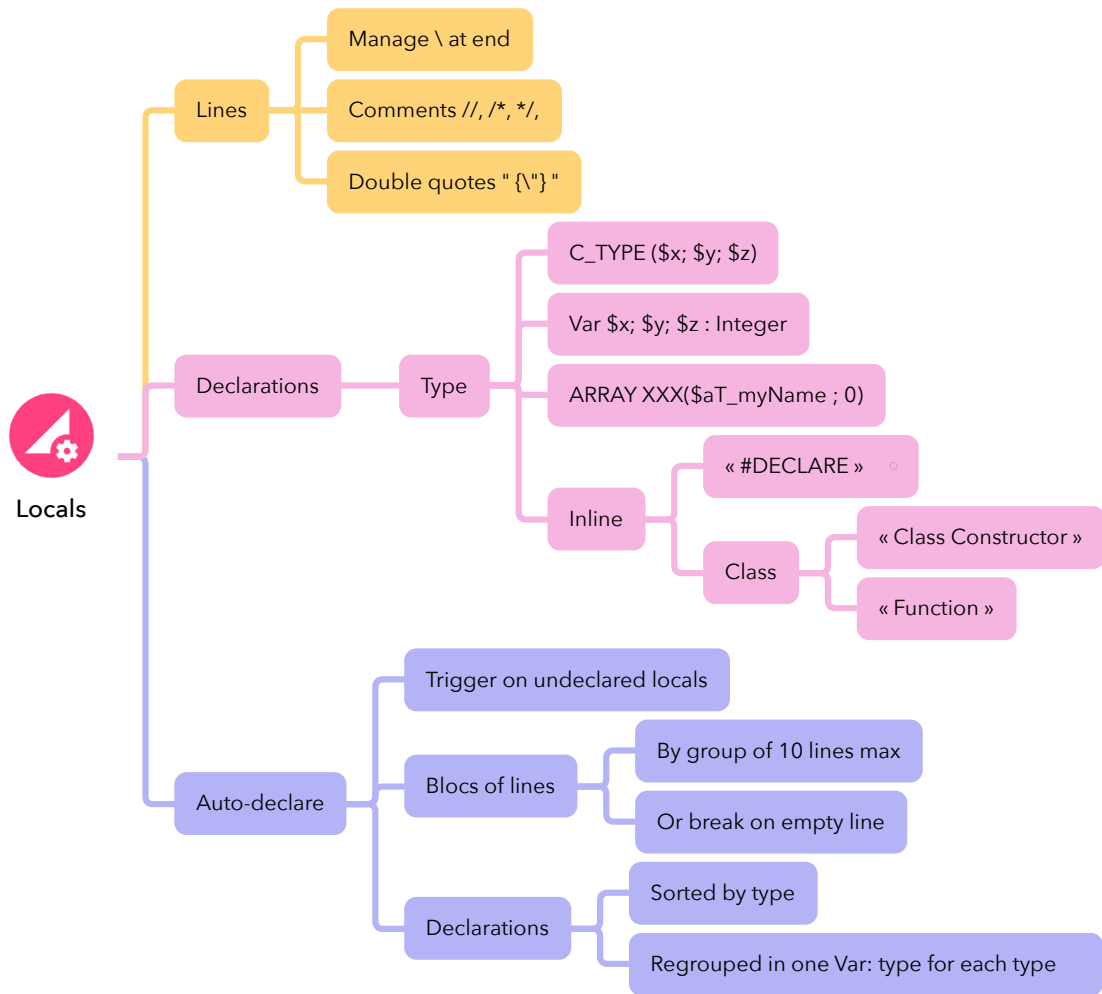 Manage \ at end
Lines
Comments //, /*, */,
Double quotes " {\"} "
C_TYPE ($x; $y; $z)
Var $x; $y; $z : Integer
Declarations
Type
ARRAY XXX($aT_myName ; 0)
« #DECLARE »
Locals
Inline
« Class Constructor »
Class
« Function »
Trigger on undeclared locals
By group of 10 lines max
Blocs of lines
Auto-declare
Or break on empty line
Sorted by type
Declarations
Regrouped in one Var: type for each type